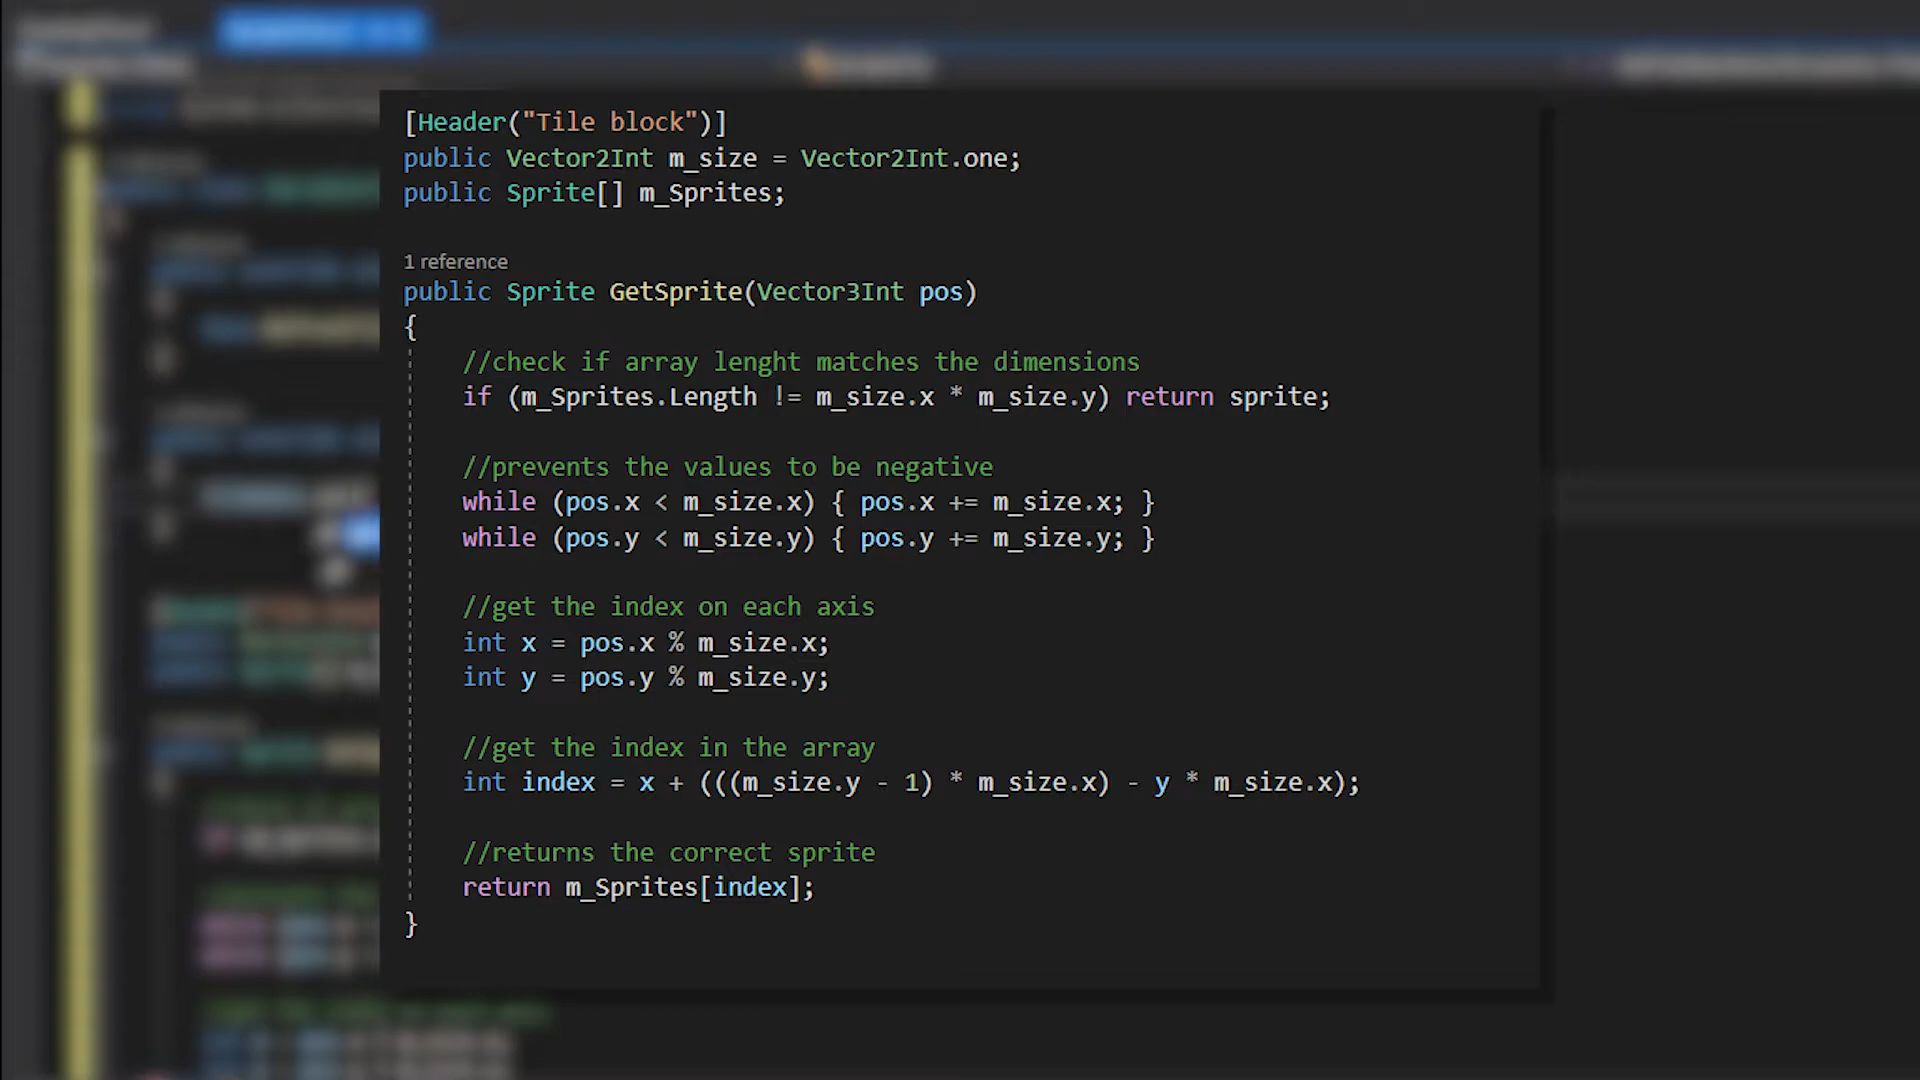 [Header("Tile block")]
public Vector2Int m_size = Vector2Int.one;
public Sprite[] m_Sprites;
1 reference
public Sprite GetSprite(Vector3Int pos)
{
//check if array lenght matches the dimensions
if (m_Sprites.Length != m_size.x * m_size.y) return sprite;
//prevents the values to be negative
while (pos.x < m_size.x) { pos.x += m_size.x; }
while (pos.y < m_size.y) { pos.y += m_size.y; }
//get the index on each axis
int x = pos.x % m_size.x;
int y = pos.y % m_size.y;
//get the index in the array
int index = x + (((m_size.y - 1) * m_size.x) - y * m_size.x);
//returns the correct sprite
return m_Sprites[index];
}